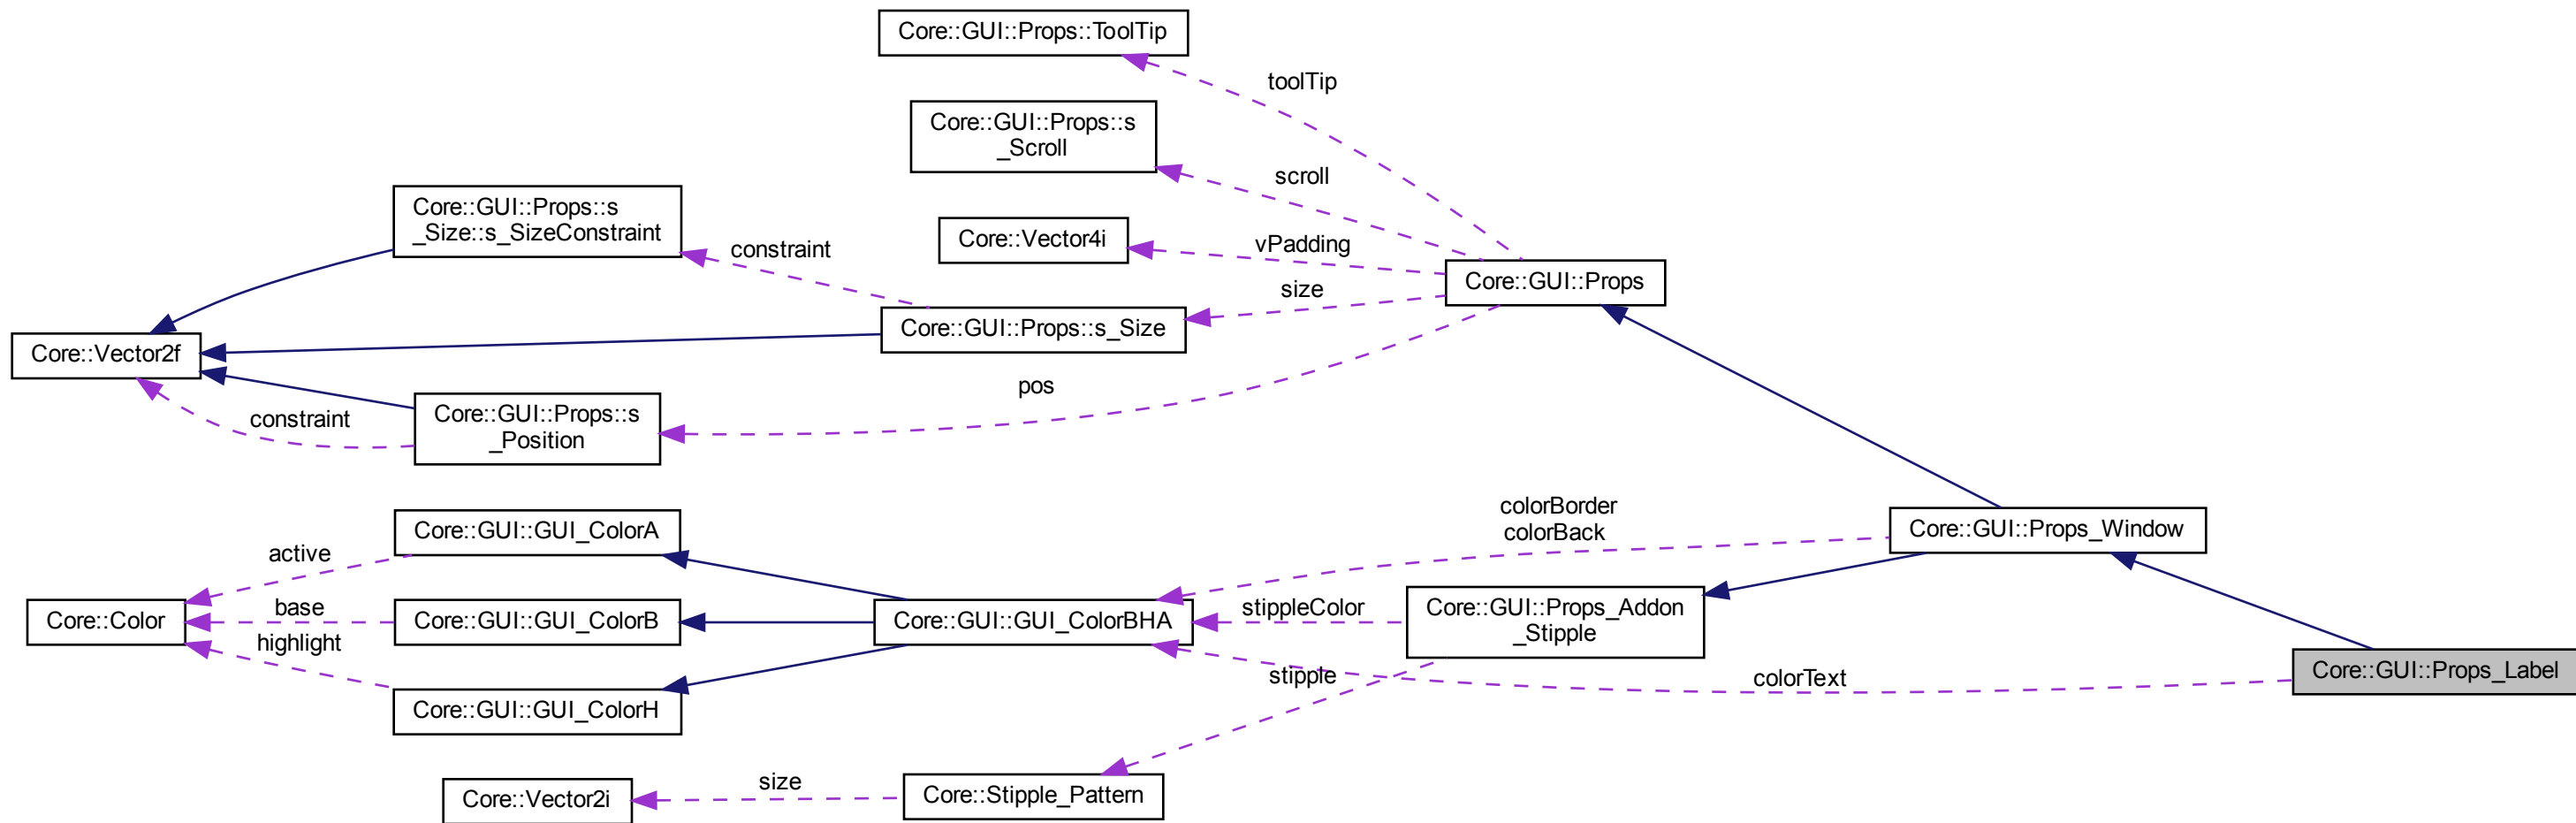 Core::GUI::Props::ToolTip
toolTip
Core::GUI::Props::s
_Scroll
scroll
Core::GUI::Props::s
_Size::s_SizeConstraint
constraint
Core::Vector4i
vPadding
Core::GUI::Props
size
Core::GUI::Props::s_Size
Core::Vector2f
pos
constraint
Core::GUI::Props::s
_Position
colorBorder
colorBack
Core::GUI::Props_Window
Core::GUI::GUI_ColorA
active
Core::Color
base
highlight
Core::GUI::GUI_ColorB
Core::GUI::GUI_ColorBHA
stippleColor
Core::GUI::Props_Addon
_Stipple
stipple
colorText
Core::GUI::Props_Label
Core::GUI::GUI_ColorH
Core::Vector2i
size
Core::Stipple_Pattern